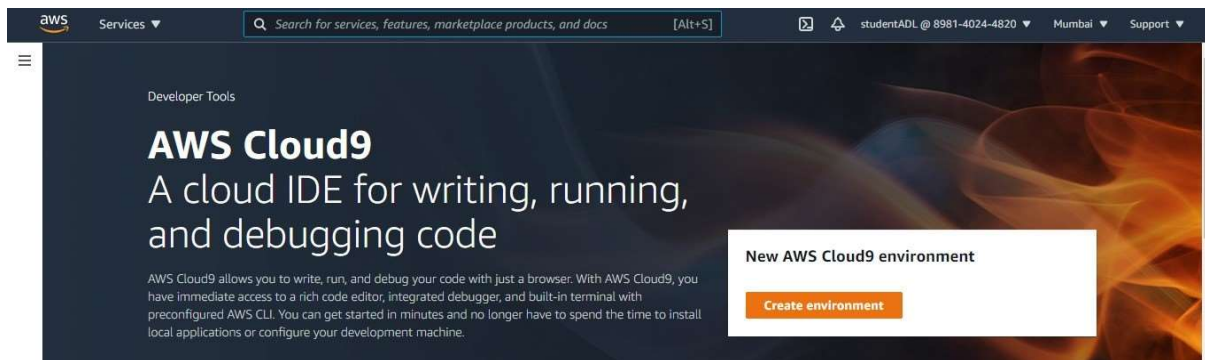 aws Services ▼ Search for services, features, marketplace products, and docs [Alt+S] studentADL @ 8981-4024-4820 ▼ Mumbai ▼ Support ▼
Developer Tools
AWS Cloud9
A cloud IDE for writing, running,
and debugging code
AWS Cloud9 allows you to write, run, and debug your code with just a browser. With AWS Cloud9, you
have immediate access to a rich code editor, integrated debugger, and built-in terminal with
preconfigured AWS CLI. You can get started in minutes and no longer have to spend the time to install
local applications or configure your development machine.
New AWS Cloud9 environment
Create environment